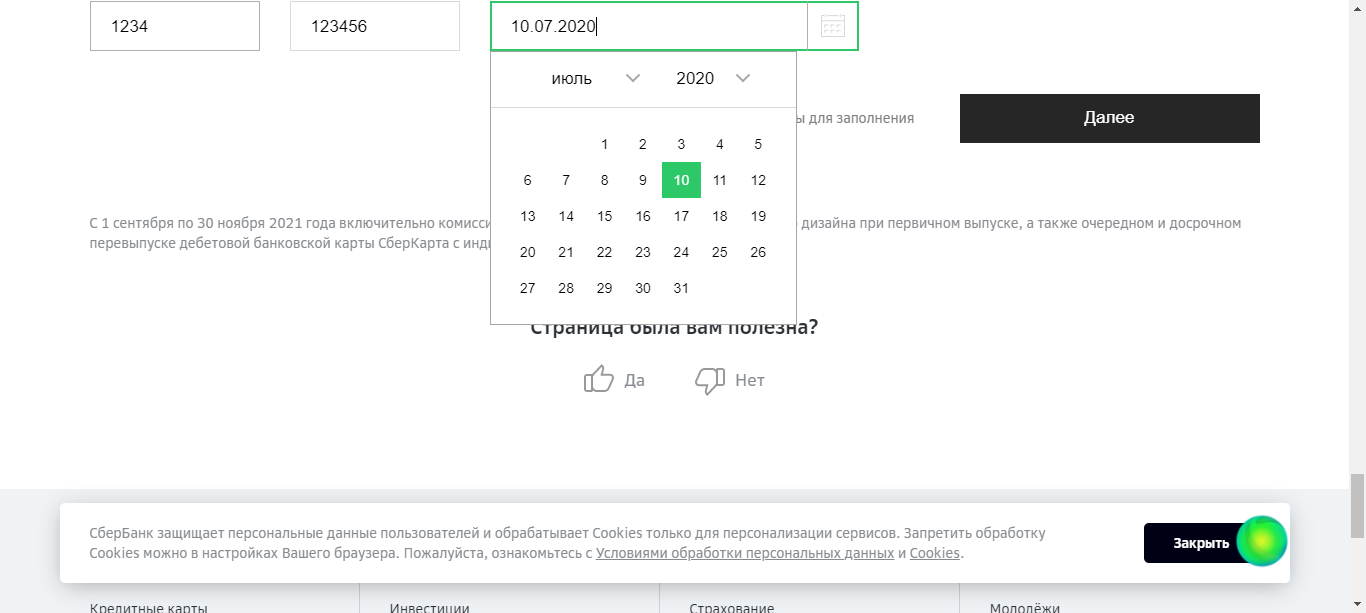 1234
123456
10.07.2020
июль
2020
для заполнения
Далее
1 2 3 4 5
6 7 8 9 10 11 12
13 14 15 16 17 18 19
20 21 22 23 24 25 26
27 28 29 30 31
С 1 сентября по 30 ноября 2021 года включительно
дизайна при первичном выпуске, а также очередном и досрочном
перевыпуске дебетовой банковской карты СберКарта с
Страница была вам полезна?
Да
Нет
СберБанк защищает персональные данные пользователей и обрабатывает Cookies только для персонализации сервисов. Запретить обработку
Cookies можно в настройках Вашего браузера. Пожалуйста, ознакомьтесь с Условиями обработки персональных данных и Cookies.
Закрыть
Кредитные карты
Инвестиции
Страхование
Молодёжи